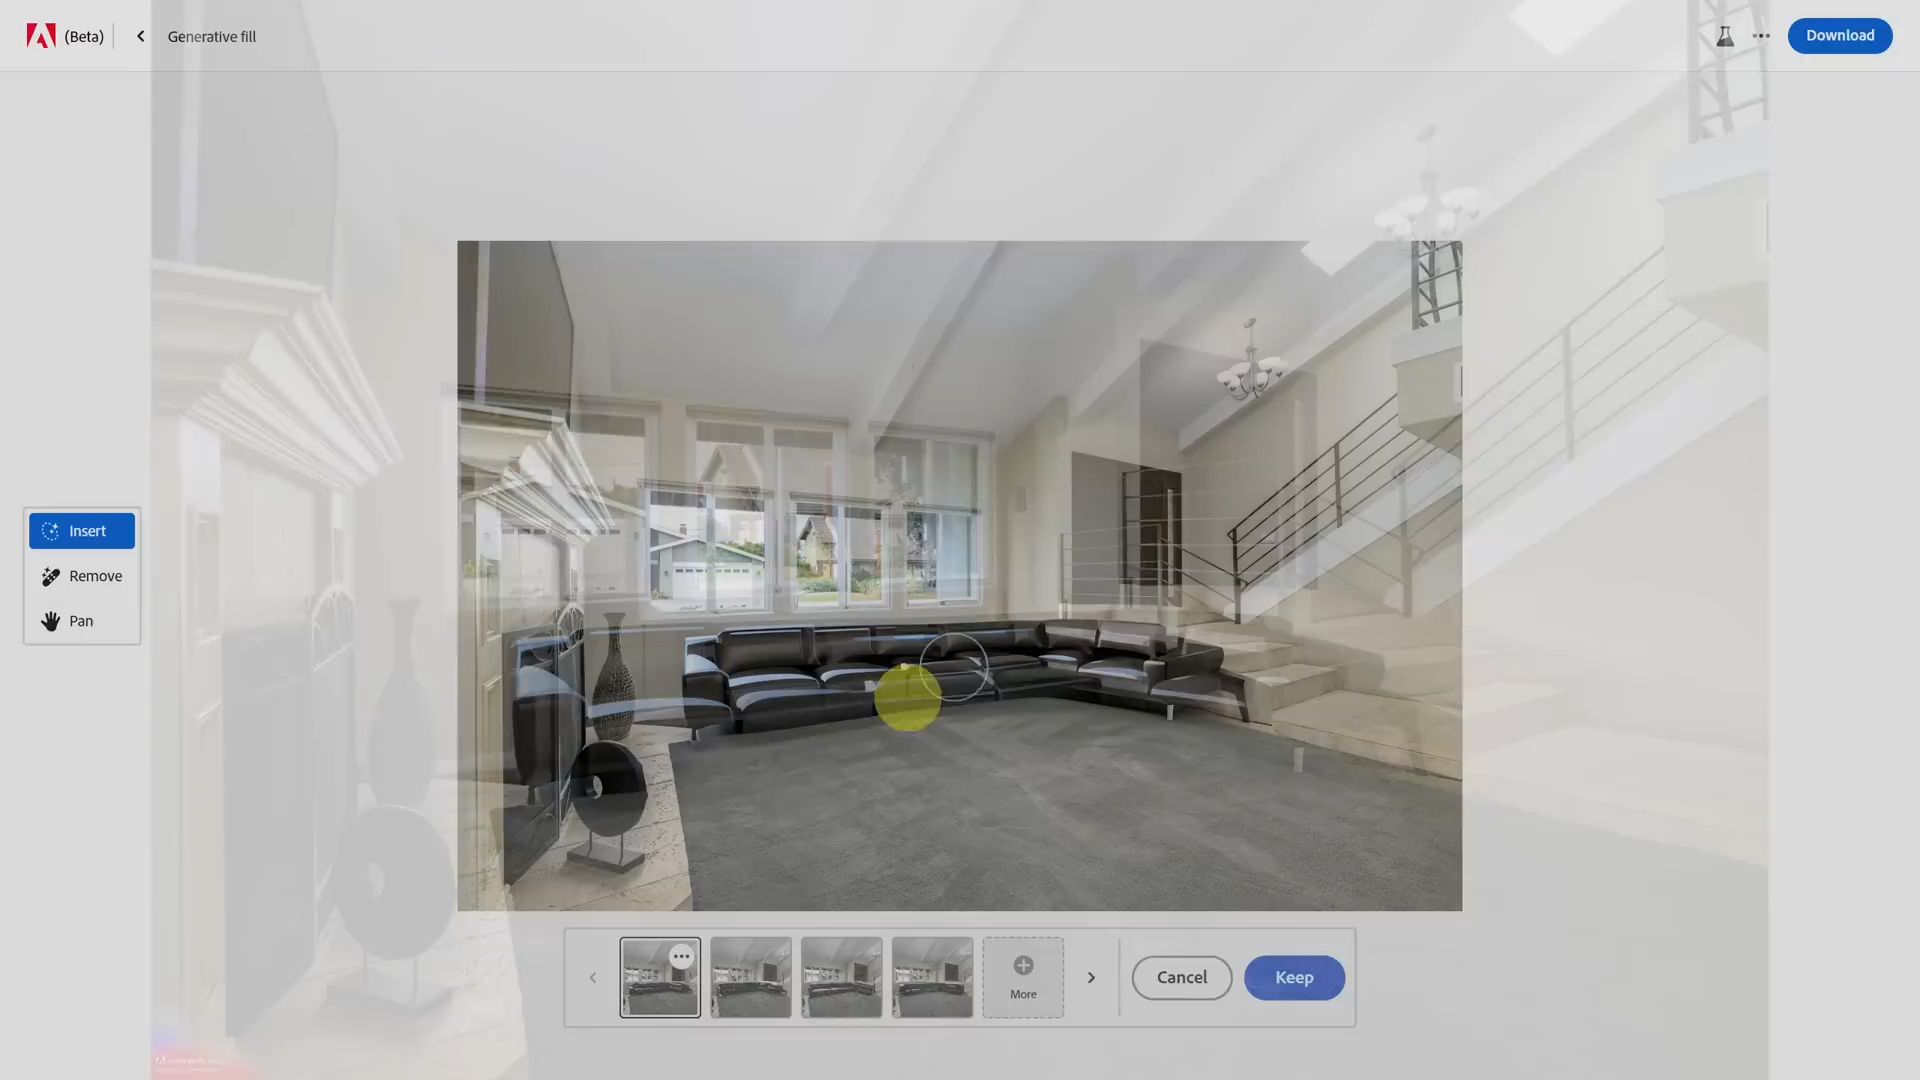 (Beta)
Generative fill
Download
Insert
Remove
Pan
More
Cancel
Keep